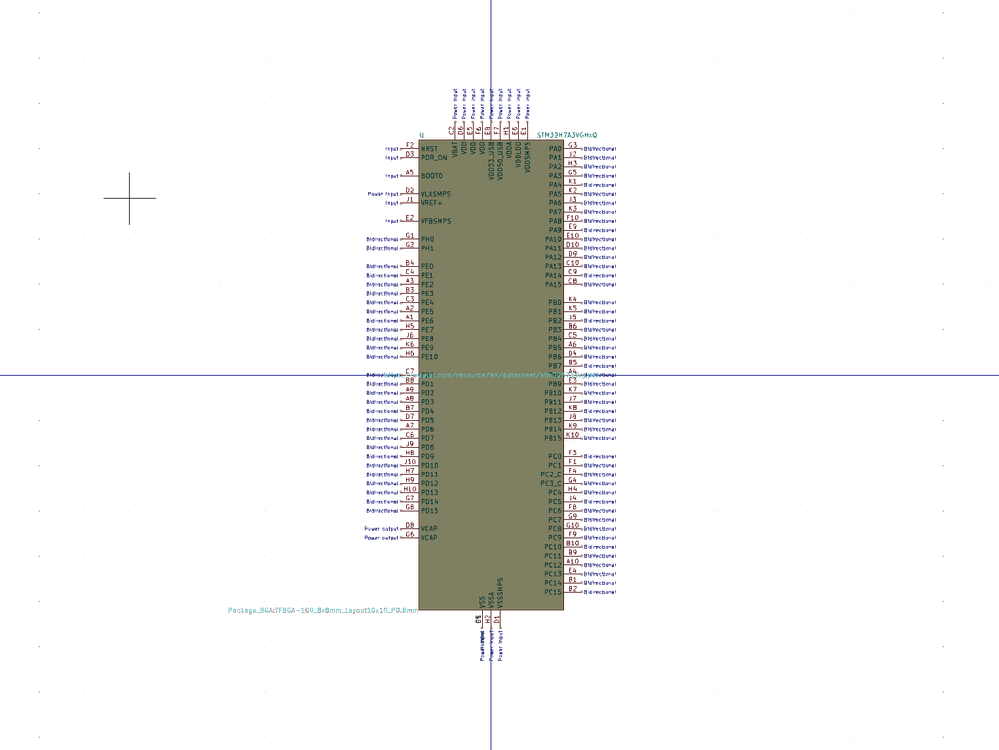 Power input Power input Power input Power input Power input Power input Power input Power input Power input
C2 D6 E5 F6 E8 F7 H1 E6 E1
U STM32H7A3VGHxQ
VBAT VDD VDD VDD VDD33_USB VDD50_USB VDDA VDDLDO VDDSMPS
Input F2 NRST PA0 G3 Bidirectional
Input D3 PDR_ON PA1 J2 Bidirectional
PA2 H3 Bidirectional
Input A5 BOOT0 PA3 G5 Bidirectional
PA4 K1 Bidirectional
Power input D2 VLXSMPS PA5 K2 Bidirectional
Input J1 VREF+ PA6 J3 Bidirectional
PA7 K3 Bidirectional
Input E2 VFBSMPS PA8 F10 Bidirectional
PA9 E9 Bidirectional
Bidirectional G1 PH0 PA10 E10 Bidirectional
Bidirectional G2 PH1 PA11 D10 Bidirectional
PA12 D9 Bidirectional
Bidirectional B4 PE0 PA13 C10 Bidirectional
Bidirectional C4 PE1 PA14 C9 Bidirectional
Bidirectional A3 PE2 PA15 C8 Bidirectional
Bidirectional B3 PE3
Bidirectional C3 PE4 PB0 K4 Bidirectional
Bidirectional A2 PE5 PB1 K5 Bidirectional
Bidirectional A1 PE6 PB2 J5 Bidirectional
Bidirectional H5 PE7 PB3 B6 Bidirectional
Bidirectional J6 PE8 PB4 C5 Bidirectional
Bidirectional K6 PE9 PB5 A6 Bidirectional
Bidirectional H6 PE10 PB6 D4 Bidirectional
PB7 B5 Bidirectional
Bidirectional C7 .com/resource/en/datasheet/ A4 Bidirectional
Bidirectional B8 PD1 PB9 E3 Bidirectional
Bidirectional A9 PD2 PB10 K7 Bidirectional
Bidirectional A8 PD3 PB11 J7 Bidirectional
Bidirectional B7 PD4 PB12 K8 Bidirectional
Bidirectional D7 PD5 PB13 J8 Bidirectional
Bidirectional A7 PD6 PB14 K9 Bidirectional
Bidirectional C6 PD7 PB15 K10 Bidirectional
Bidirectional J9 PD8
Bidirectional H8 PD9 PC0 F3 Bidirectional
Bidirectional J10 PD10 PC1 F1 Bidirectional
Bidirectional H7 PD11 PC2_C F4 Bidirectional
Bidirectional H9 PD12 PC3_C G4 Bidirectional
Bidirectional H10 PD13 PC4 H4 Bidirectional
Bidirectional G7 PD14 PC5 J4 Bidirectional
Bidirectional G8 PD15 PC6 F8 Bidirectional
PC7 G9 Bidirectional
Power output D8 VCAP PC8 G10 Bidirectional
Power output G6 VCAP PC9 F9 Bidirectional
PC10 B10 Bidirectional
PC11 B9 Bidirectional
PC12 A10 Bidirectional
PC13 E4 Bidirectional
PC14 B1 Bidirectional
PC15 B2 Bidirectional
VSS VSSA VSSSMPS
Package_BGA:TFBGA-100_8x8mm_Layout10x10_P0.8mm
H2 D1
Power input Power input